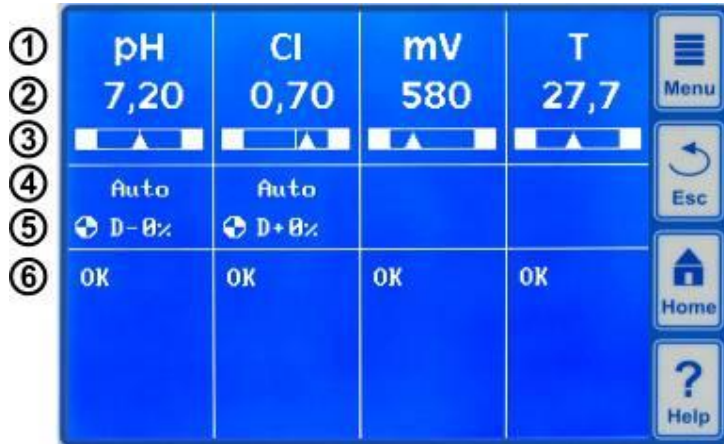 ① pH Cl mV T
② 7,20 0,70 580 27,7
③
④ Auto Auto
⑤ D-0% D+0%
⑥ OK OK OK OK
Menu
Esc
Home
? Help